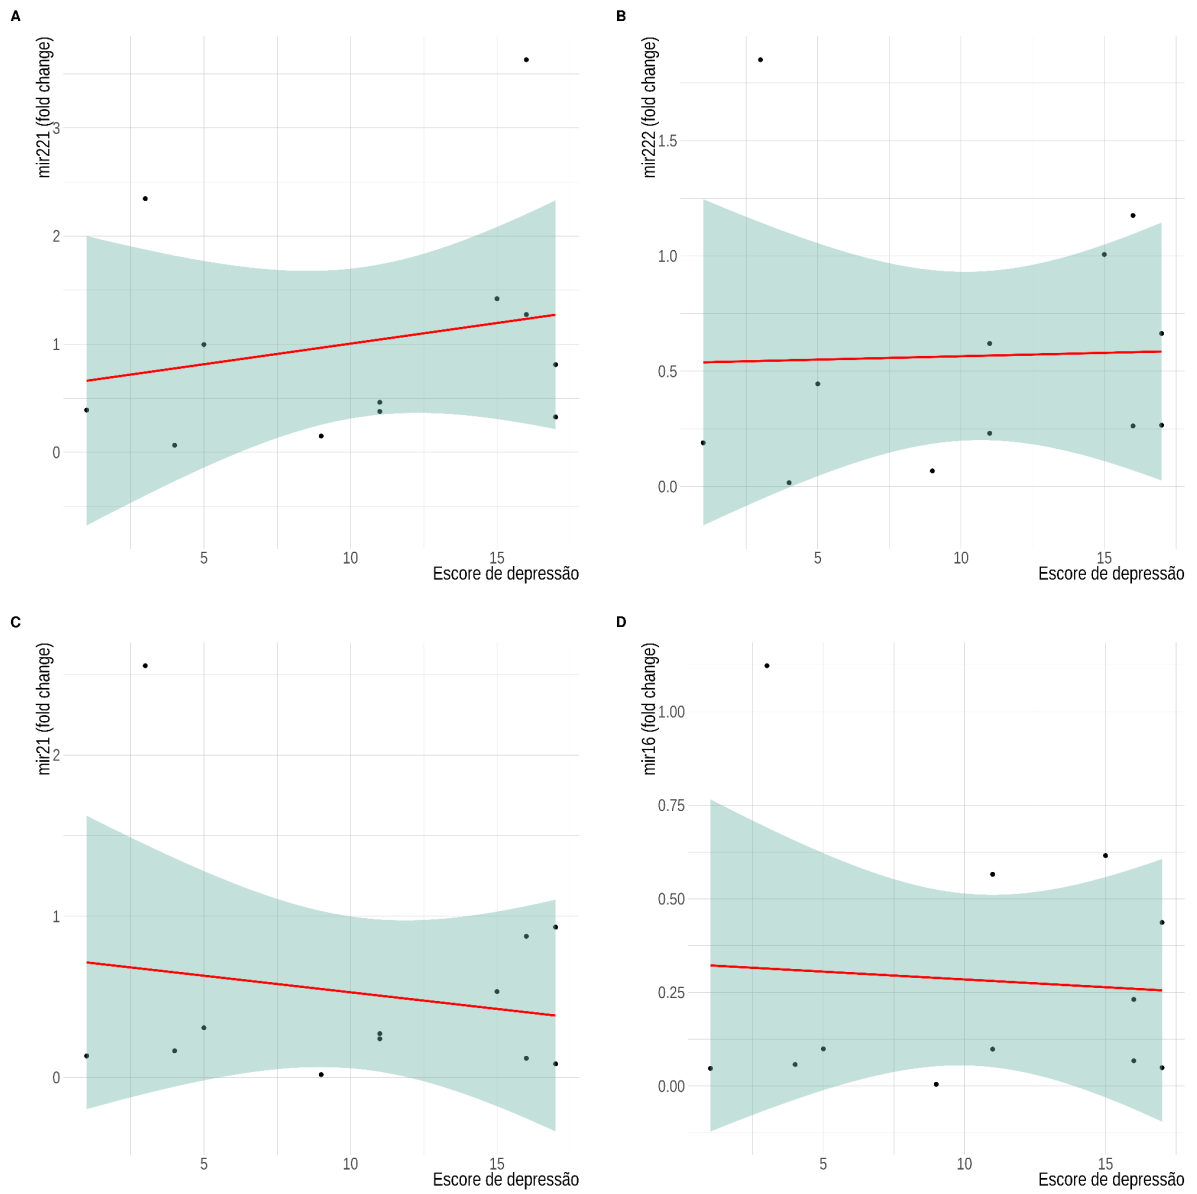 A
mir221 (fold change)
3
2
1
0
5 10 15
Escore de depressão
B
mir222 (fold change)
1.5
1.0
0.5
0.0
5 10 15
Escore de depressão
C
mir21 (fold change)
2
1
0
5 10 15
Escore de depressão
D
mir16 (fold change)
1.00
0.75
0.50
0.25
0.00
5 10 15
Escore de depressão